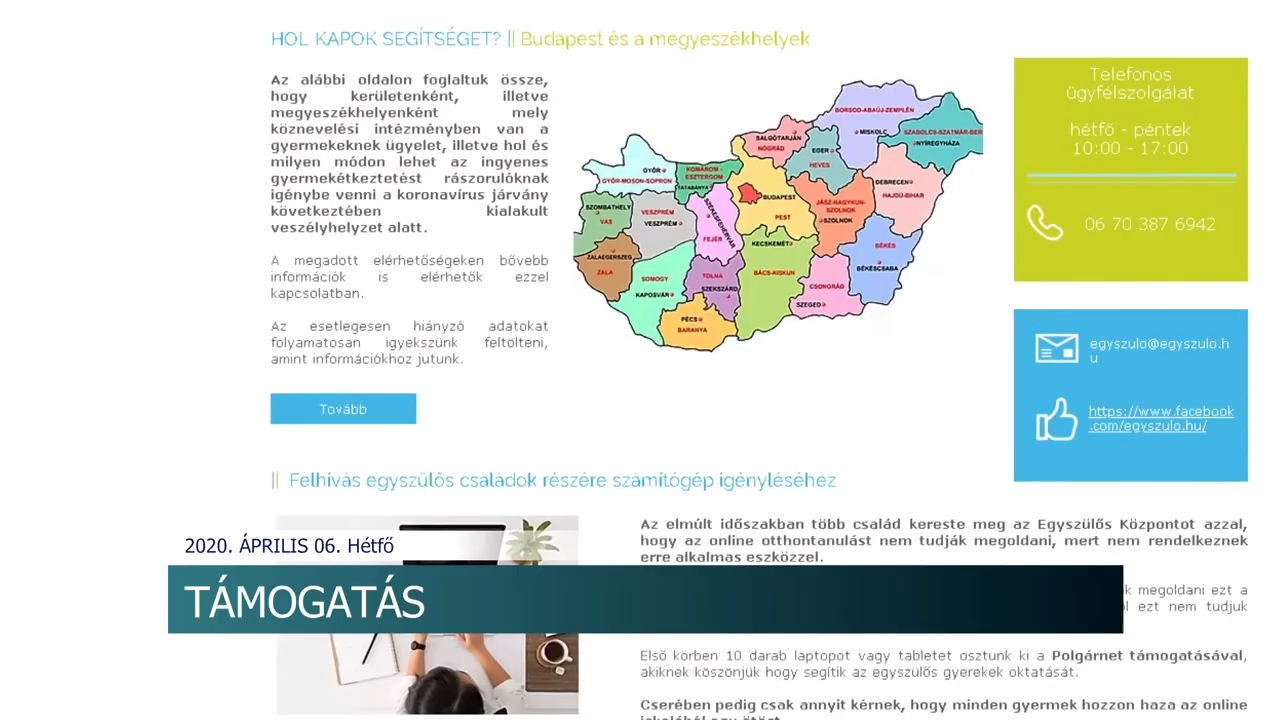 HOL KAPOK SEGÍTSÉGET? || Budapest és a megyeszékhelyek
Az alábbi oldalon foglaltuk össze,
hogy kerületenként, illetve
megyeszékhelyenként mely
köznevelési intézményben van a
gyermekeknek ügyelet, illetve hol és
milyen módon lehet az ingyenes
gyermekétkeztetést rászorulóknak
igénybe venni a koronavírus járvány
következtében kialakult
veszélyhelyzet alatt.
A megadott elérhetőségeken bővebb
információk is elérhetők ezzel
kapcsolatban.
Az esetlegesen hiányzó adatokat
folyamatosan igyekszünk feltölteni,
amint információkhoz jutunk.
Tovább
BORSOD-ABAÚJ-ZEMPLÉN
MISKOLC
SZABOLCS-SZATMÁR-BER
NYÍREGYHÁZA
SALGÓTARJÁN
NÓGRÁD
EGER
HEVES
GYŐR
GYŐR-MOSON-SOPRON
KOMÁROM-
ESZTERGOM
TATABÁNYA
BUDAPEST
PEST
DEBRECEN
HAJDÚ-BIHAR
JÁSZ-NAGYKUN-
SZOLNOK
SZOLNOK
SZOMBATHELY
VAS
VESZPRÉM
VESZPRÉM
SZÉKESFEHÉRVÁR
FEJÉR
KECSKEMÉT
BÁCS-KISKUN
BÉKÉS
BÉKÉSCSABA
ZALAEGERSZEG
ZALA
SOMOGY
KAPOSVÁR
TOLNA
SZEKSZÁRD
CSONGRÁD
SZEGED
PÉCS
BARANYA
Telefonos
ügyfélszolgálat
hétfő - péntek
10:00 - 17:00
06 70 387 6942
egyszulo@egyszulo.h
u
https://www.facebook
.com/egyszulo.hu/
|| Felhívás egyszülős családok részére számítógép igényléséhez
Az elmúlt időszakban több család kereste meg az Egyszülős Központot azzal,
hogy az online otthontanulást nem tudják megoldani, mert nem rendelkeznek
erre alkalmas eszközzel.
megoldani ezt a
ezt nem tudjuk
2020. ÁPRILIS 06. Hétfő
TÁMOGATÁS
Első körben 10 darab laptopot vagy tabletet osztunk ki a Polgárnet támogatásával,
akiknek köszönjük hogy segítik az egyszülős gyerekek oktatását.
Cserében pedig csak annyit kérnek, hogy minden gyermek hozzon haza az online